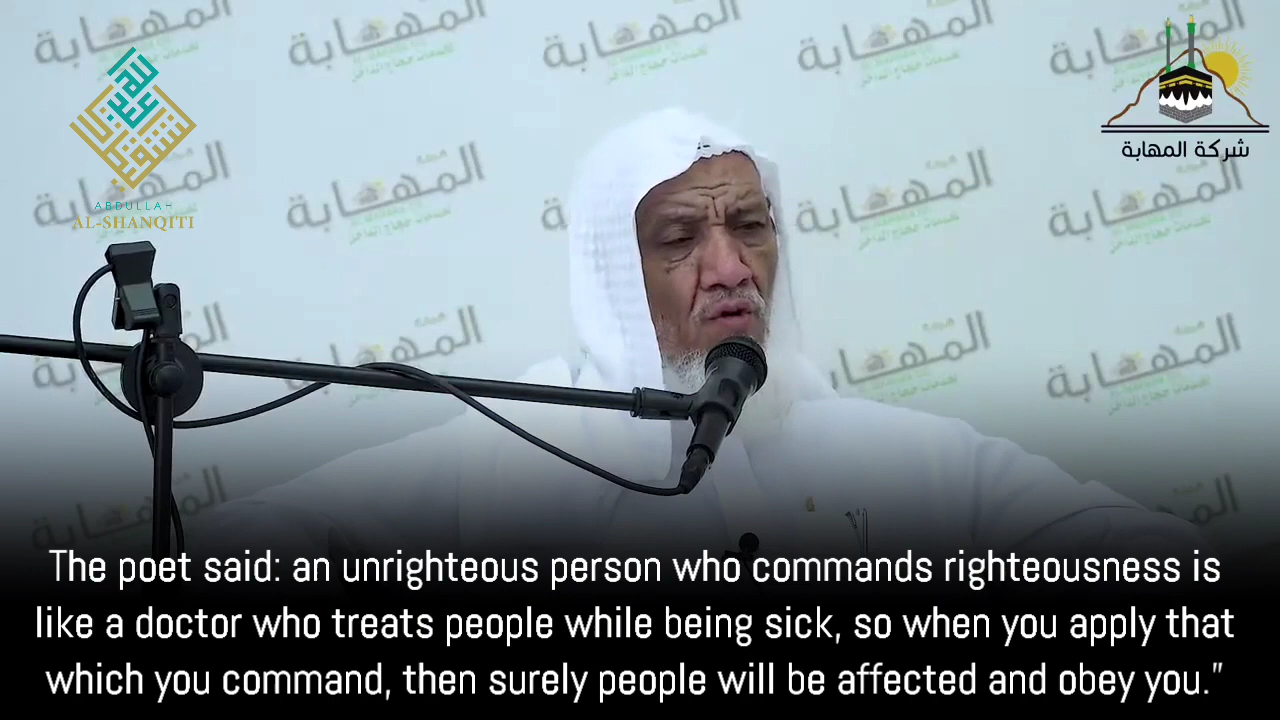 ABDULLAH
AL-SHANQITI
شركة المهابة
المهابة
The poet said: an unrighteous person who commands righteousness is
like a doctor who treats people while being sick, so when you apply that
which you command, then surely people will be affected and obey you.”